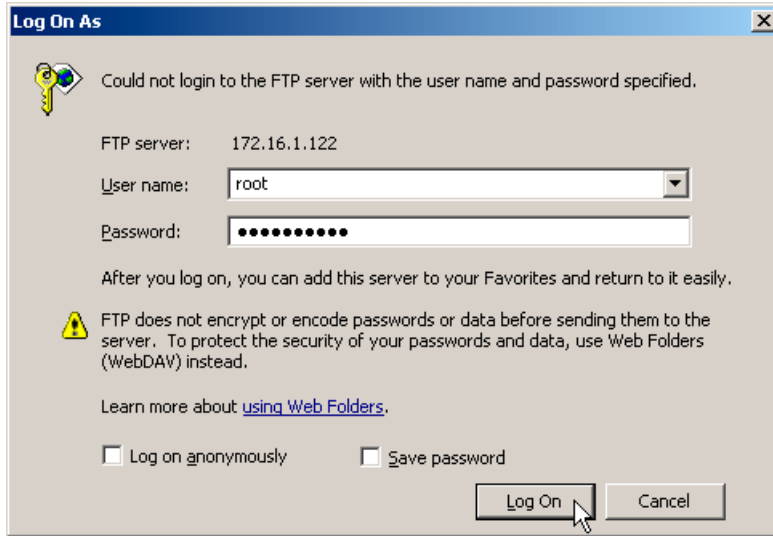 Log On As
Could not login to the FTP server with the user name and password specified.
FTP server: 172.16.1.122
User name: root
Password: ●●●●●●●●●●
After you log on, you can add this server to your Favorites and return to it easily.
FTP does not encrypt or encode passwords or data before sending them to the
server. To protect the security of your passwords and data, use Web Folders
(WebDAV) instead.
Learn more about using Web Folders.
Log on anonymously Save password
Log On Cancel